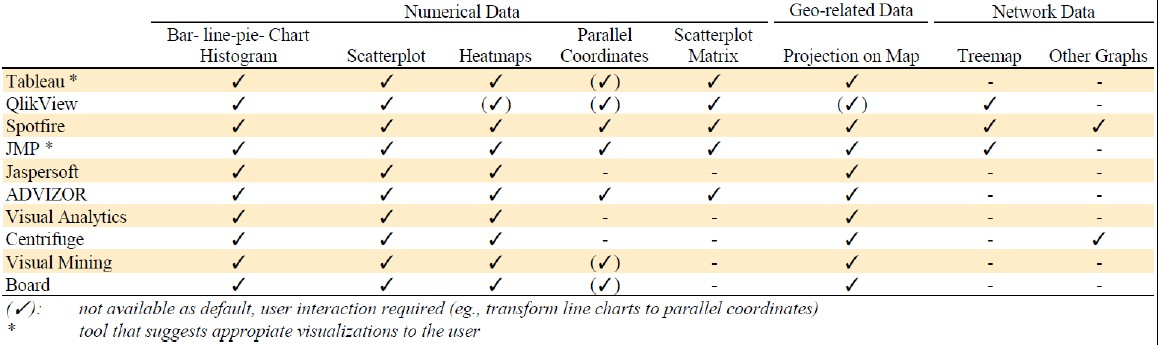 Numerical Data Geo-related Data Network Data
Bar- line-pie- Chart Parallel Scatterplot
Histogram Scatterplot Heatmaps Coordinates Matrix Projection on Map Treemap Other Graphs
Tableau * ✓ ✓ ✓ (✓) ✓ ✓ - -
QlikView ✓ ✓ (✓) (✓) ✓ (✓) ✓ -
Spotfire ✓ ✓ ✓ ✓ ✓ ✓ ✓ ✓
JMP * ✓ ✓ ✓ ✓ ✓ ✓ ✓ -
Jaspersoft ✓ ✓ ✓ - - ✓ - -
ADVIZOR ✓ ✓ ✓ ✓ ✓ ✓ - -
Visual Analytics ✓ ✓ ✓ - - ✓ - -
Centrifuge ✓ ✓ ✓ - - ✓ - ✓
Visual Mining ✓ ✓ ✓ (✓) - ✓ - -
Board ✓ ✓ ✓ (✓) - ✓ - -
(✓): not available as default, user interaction required (eg., transform line charts to parallel coordinates)
* tool that suggests appropiate visualizations to the user